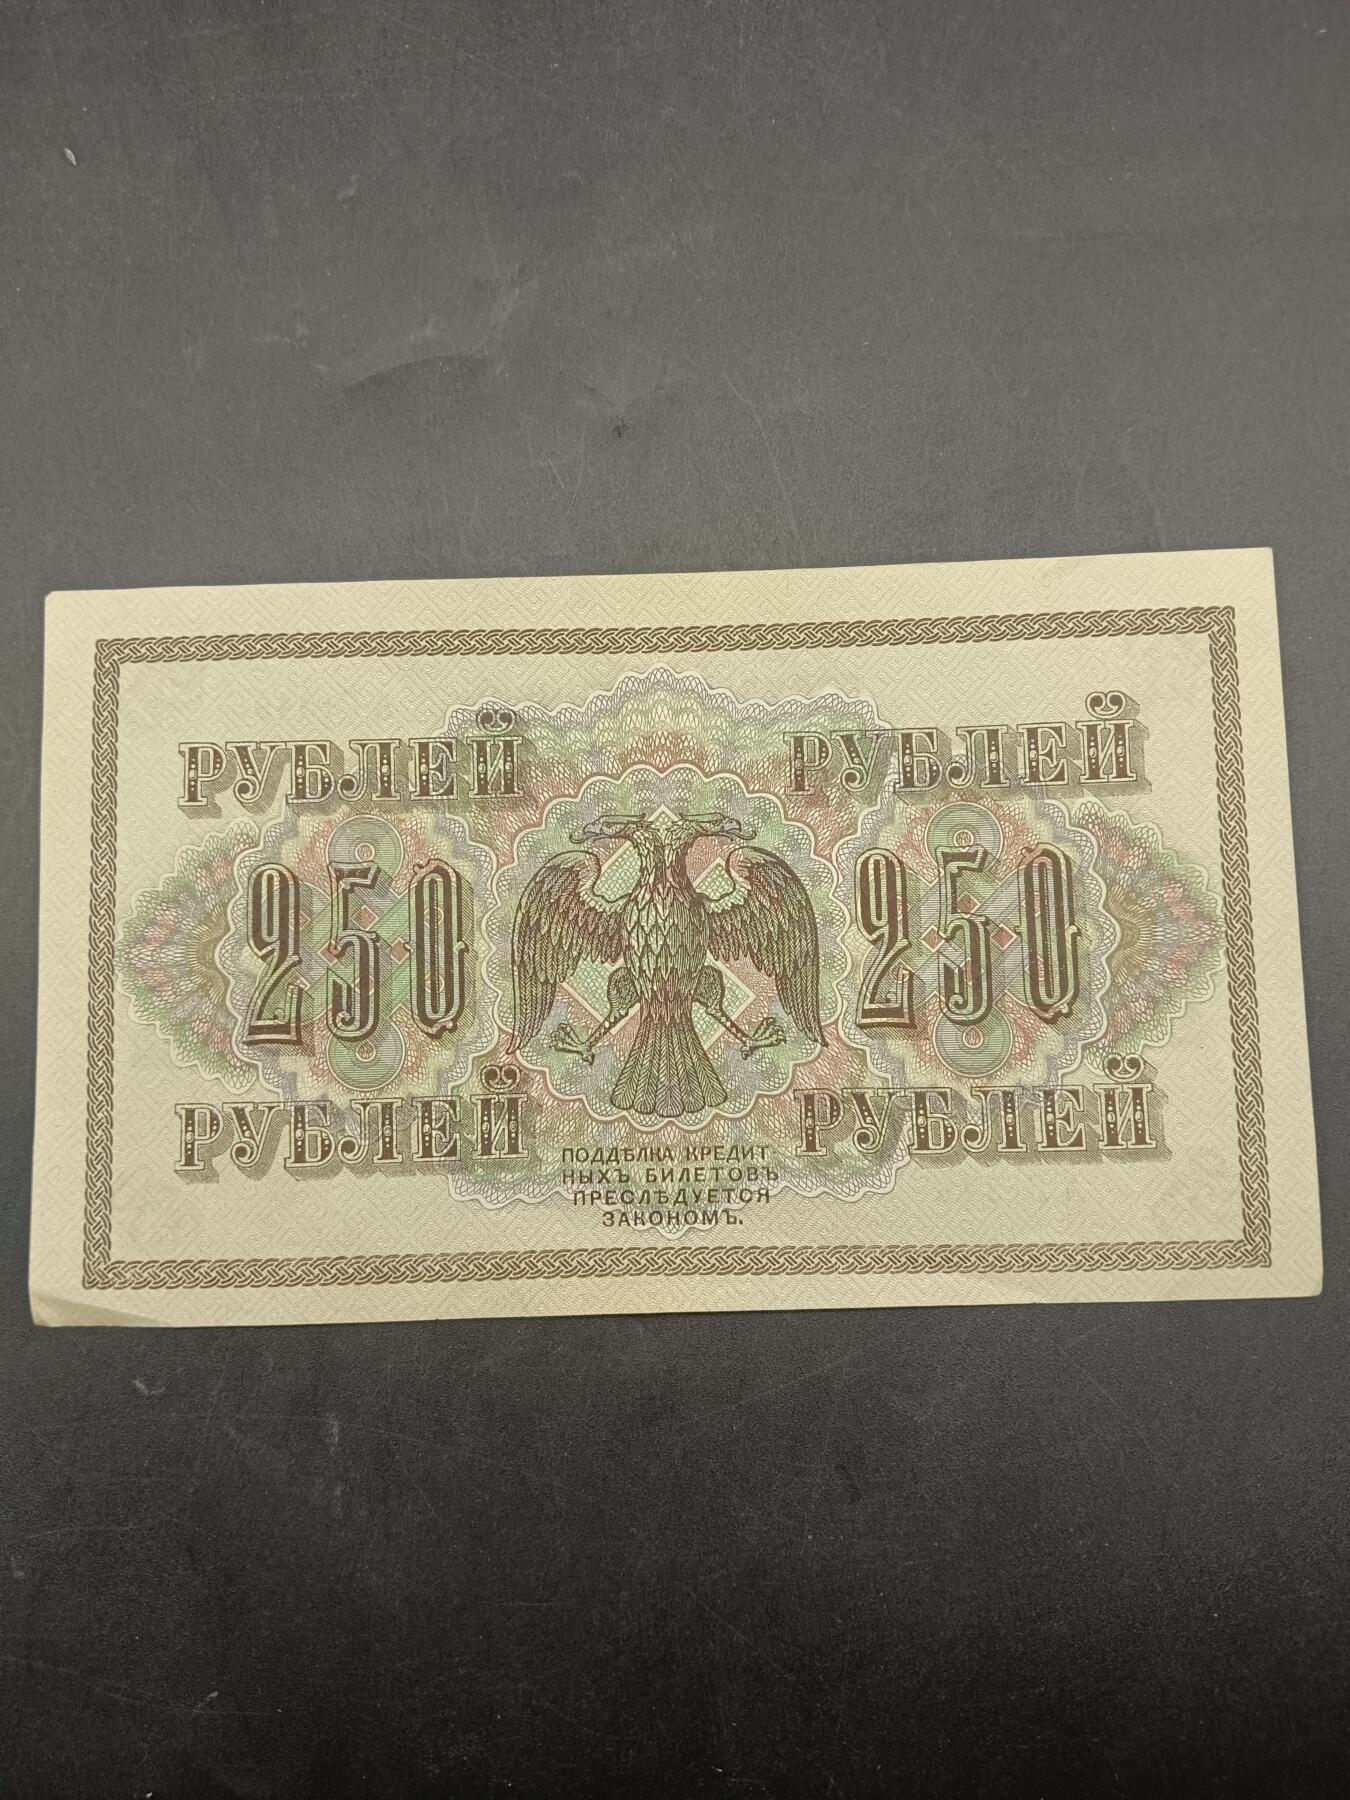 РУБЛЕЙ РУБЛЕЙ
250 250
РУБЛЕЙ РУБЛЕЙ
ПОДДѢЛКА КРЕДИТ-
НЫХЪ БИЛЕТОВЪ
ПРЕСЛѢДУЕТСЯ
ЗАКОНОМЪ.